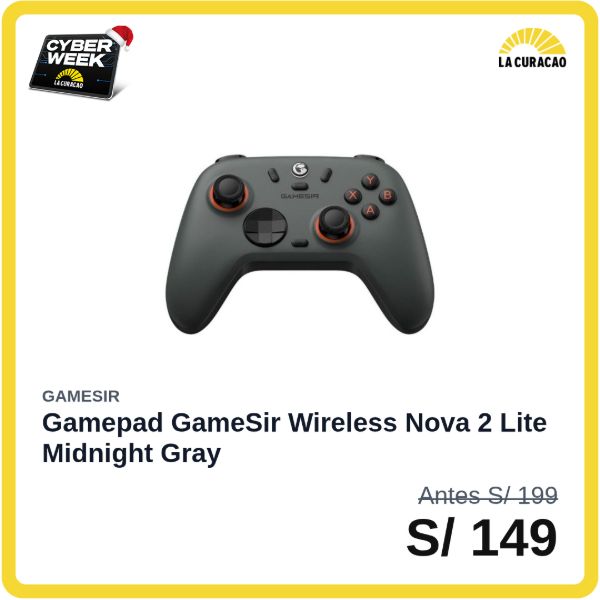 CYBER
WEEK
LA CURACAO
LA CURACAO
GAMESIR
Y
X
B
A
GAMESIR
Gamepad GameSir Wireless Nova 2 Lite
Midnight Gray
Antes S/ 199
S/ 149